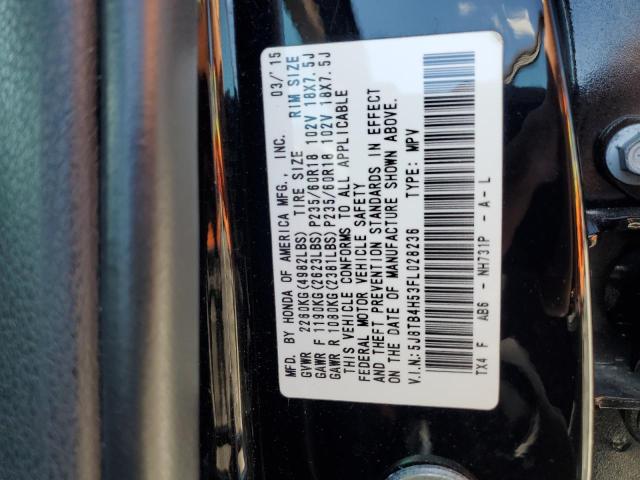 MFD. BY HONDA OF AMERICA MFG., INC. 03/15
GVWR 2260KG(4982LBS) TIRE SIZE RIM SIZE
GAWR F 1190KG(2623LBS)P235/60R18 102V 18X7.5J
GAWR R 1080KG(2381LBS)P235/60R18 102V 18X7.5J
THIS VEHICLE CONFORMS TO ALL APPLICABLE
FEDERAL MOTOR VEHICLE SAFETY
AND THEFT PREVENTION STANDARDS IN EFFECT
ON THE DATE OF MANUFACTURE SHOWN ABOVE.
V.I.N.:5J8TB4H53FL028236 TYPE: MPV
TX4 F AB6 - NH731P - A - L